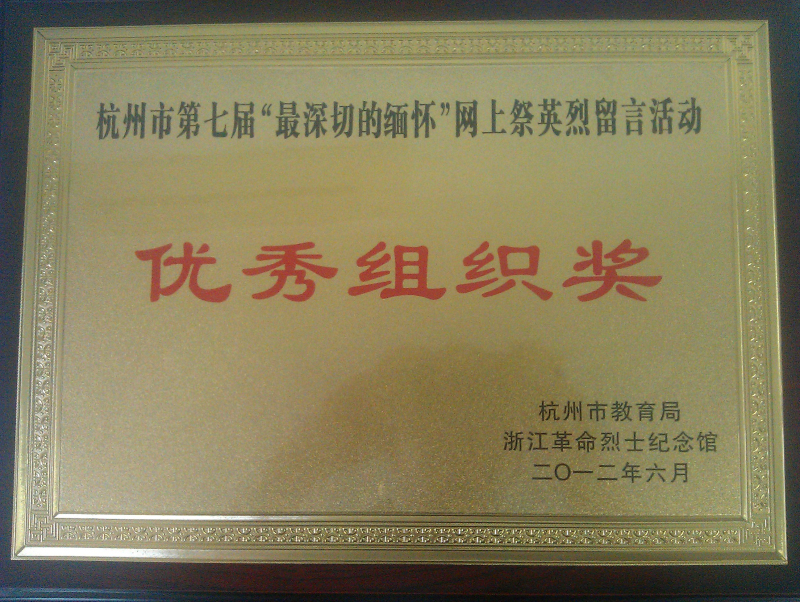 杭州市第七届“最深切的缅怀”网上祭英烈留言活动
优秀组织奖
杭州市教育局
浙江革命烈士纪念馆
二〇一二年六月